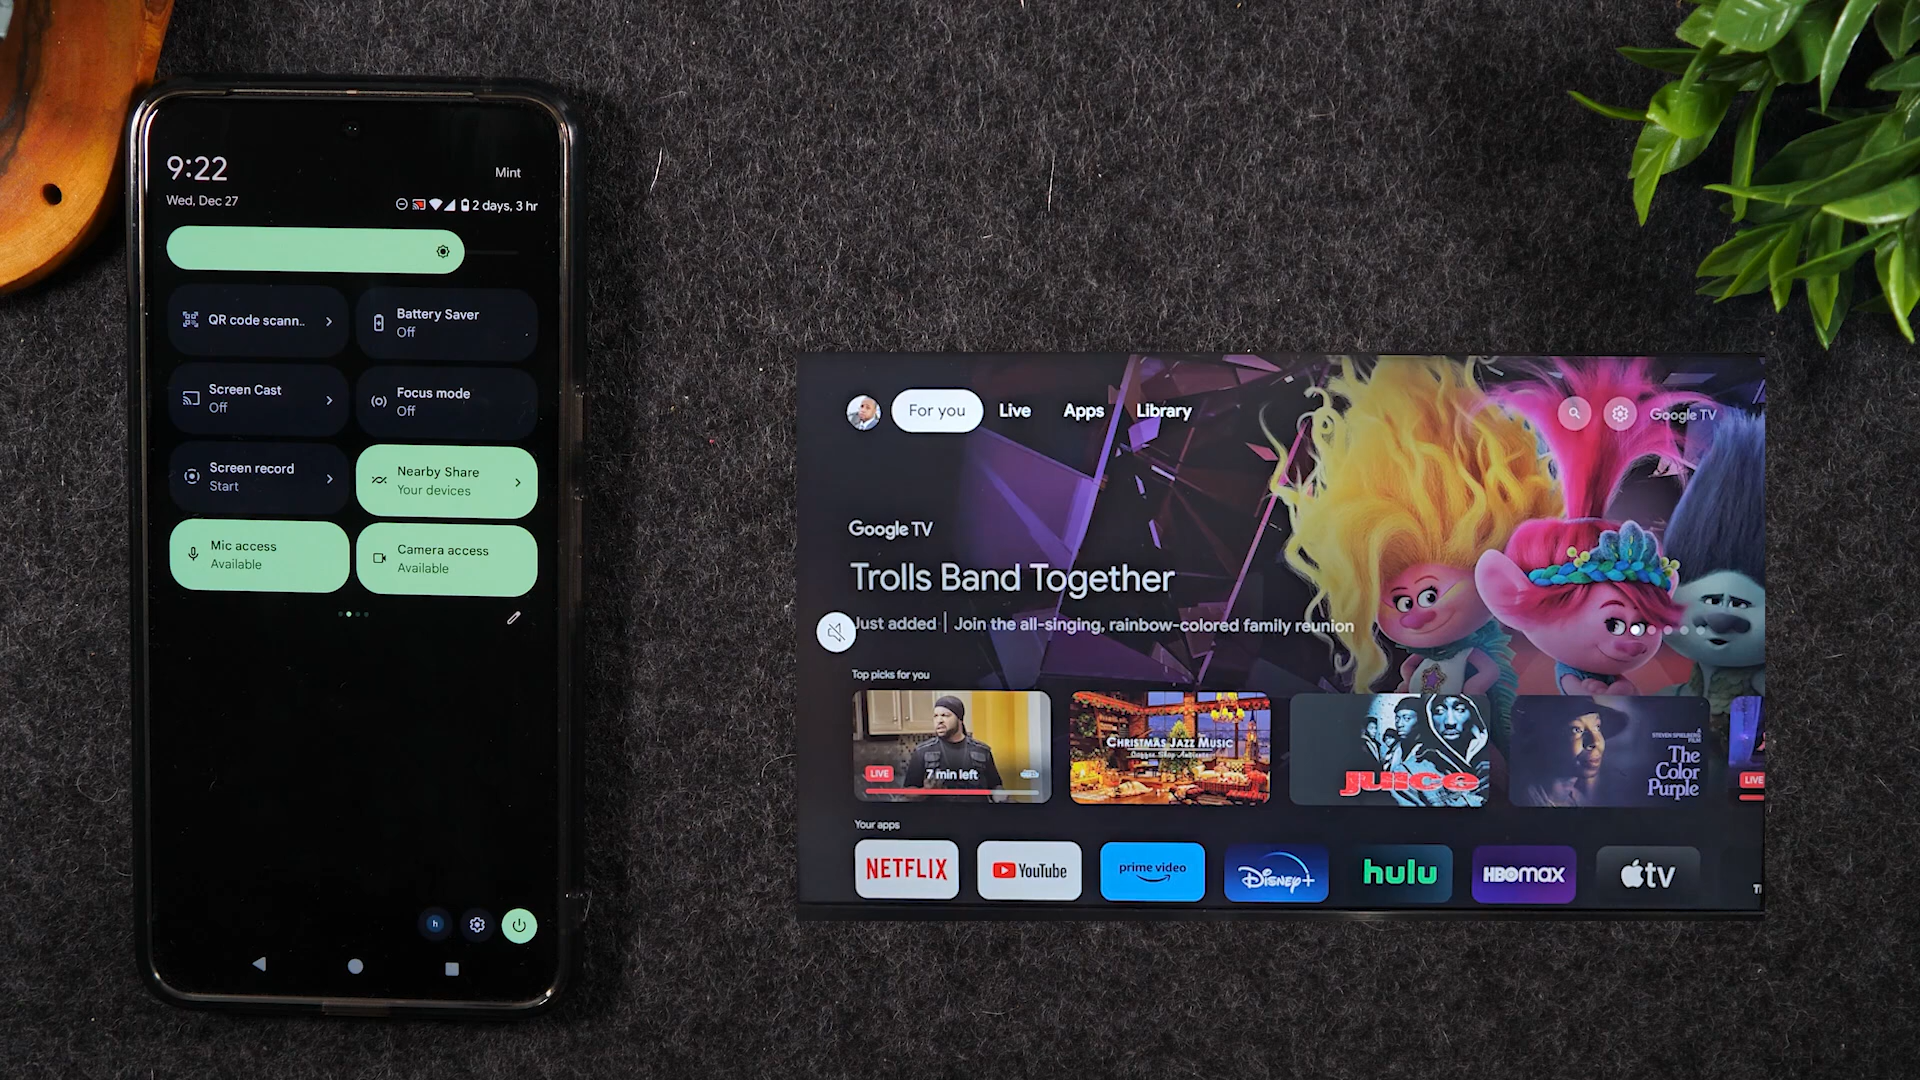 9:22
Mint
Wed, Dec 27
2 days, 3 hr
QR code scann..
Battery Saver
Off
Screen Cast
Off
Focus mode
Off
Screen record
Start
Nearby Share
Your devices
Mic access
Available
Camera access
Available
h
For you
Live
Apps
Library
Google TV
Google TV
Trolls Band Together
Just added | Join the all-singing, rainbow-colored family reunion
Top picks for you
LIVE
7 min left
CHRISTMAS JAZZ MUSIC
JUICE
A
STEVEN SPIELBERG
FILM
The
Color
Purple
LIVE
Your apps
NETFLIX
YouTube
prime video
Disney+
hulu
HBOMAX
tv